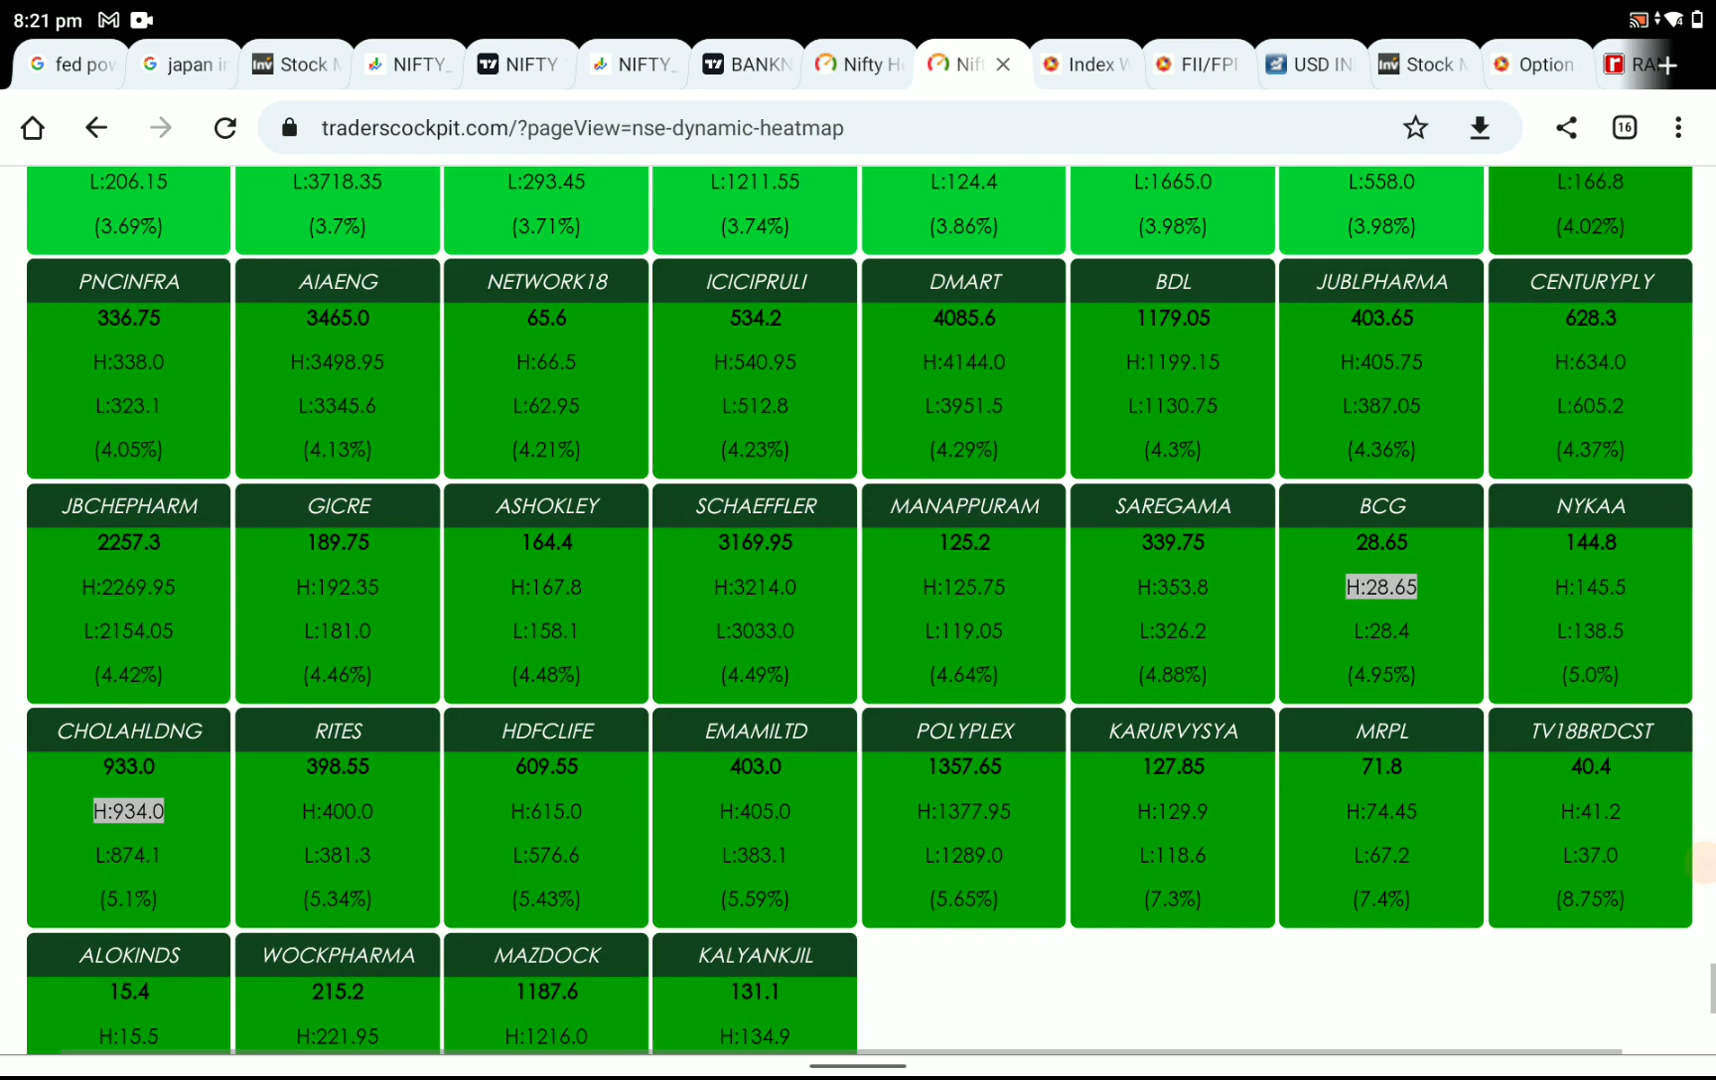 8:21 pm
fed pov
japan in
Stock M
NIFTY_
NIFTY
NIFTY_
BANKN
Nifty He
Nif
Index W
FII/FPI
USD IN
Stock M
Option
RA
traderscockpit.com/?pageView=nse-dynamic-heatmap
16
L:206.15 L:3718.35 L:293.45 L:1211.55 L:124.4 L:1665.0 L:558.0 L:166.8
(3.69%) (3.7%) (3.71%) (3.74%) (3.86%) (3.98%) (3.98%) (4.02%)
PNCINFRA AIAENG NETWORK18 ICICIPRULI DMART BDL JUBLPHARMA CENTURYPLY
336.75 3465.0 65.6 534.2 4085.6 1179.05 403.65 628.3
H:338.0 H:3498.95 H:66.5 H:540.95 H:4144.0 H:1199.15 H:405.75 H:634.0
L:323.1 L:3345.6 L:62.95 L:512.8 L:3951.5 L:1130.75 L:387.05 L:605.2
(4.05%) (4.13%) (4.21%) (4.23%) (4.29%) (4.3%) (4.36%) (4.37%)
JBCHEPHARM GICRE ASHOKLEY SCHAEFFLER MANAPPURAM SAREGAMA BCG NYKAA
2257.3 189.75 164.4 3169.95 125.2 339.75 28.65 144.8
H:2269.95 H:192.35 H:167.8 H:3214.0 H:125.75 H:353.8 H:28.65 H:145.5
L:2154.05 L:181.0 L:158.1 L:3033.0 L:119.05 L:326.2 L:28.4 L:138.5
(4.42%) (4.46%) (4.48%) (4.49%) (4.64%) (4.88%) (4.95%) (5.0%)
CHOLAHLDNG RITES HDFCLIFE EMAMILTD POLYPLEX KARURVYSYA MRPL TV18BRDCST
933.0 398.55 609.55 403.0 1357.65 127.85 71.8 40.4
H:934.0 H:400.0 H:615.0 H:405.0 H:1377.95 H:129.9 H:74.45 H:41.2
L:874.1 L:381.3 L:576.6 L:383.1 L:1289.0 L:118.6 L:67.2 L:37.0
(5.1%) (5.34%) (5.43%) (5.59%) (5.65%) (7.3%) (7.4%) (8.75%)
ALOKINDS WOCKPHARMA MAZDOCK KALYANKJIL
15.4 215.2 1187.6 131.1
H:15.5 H:221.95 H:1216.0 H:134.9